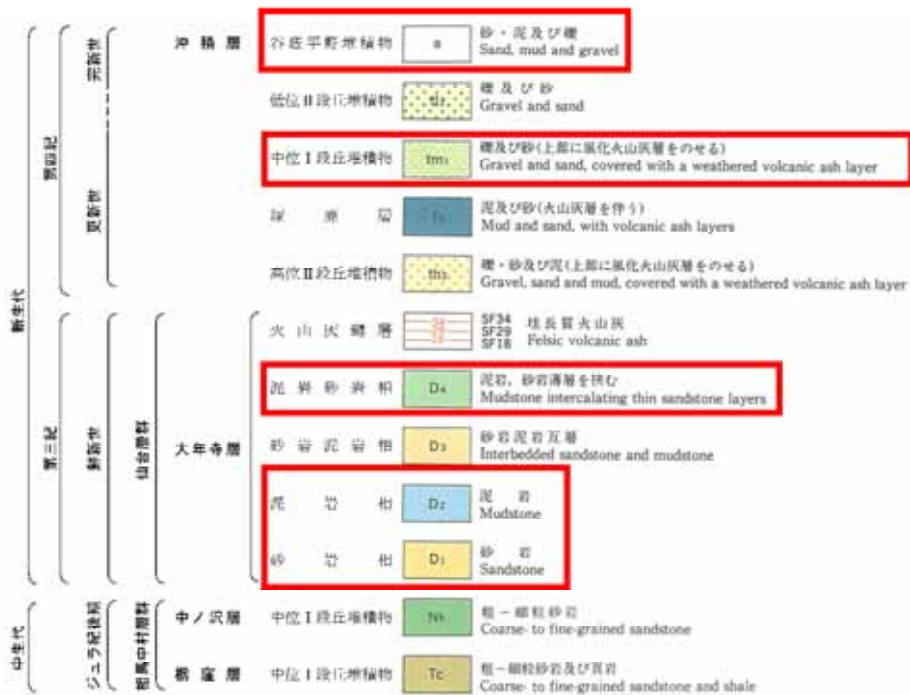 沖積層 谷底平野堆積物 a 砂・泥及び礫
Sand, mud and gravel
低位Ⅱ段丘堆積物 tl₂ 礫及び砂
Gravel and sand
中位Ⅰ段丘堆積物 tm₁ 礫及び砂(上部に風化火山灰層をのせる)
Gravel and sand, covered with a weathered volcanic ash layer
層 泥及び砂(火山灰層を伴う)
Mud and sand, with volcanic ash layers
高位Ⅱ段丘堆積物 th₂ 礫・砂及び泥(上部に風化火山灰層をのせる)
Gravel, sand and mud, covered with a weathered volcanic ash layer
完新世
更新世
第四紀
新生代
火山灰鍵層 SF34 珪長質火山灰
SF29 Felsic volcanic ash
SF18
泥岩砂岩相 D₄ 泥岩、砂岩薄層を挟む
Mudstone intercalating thin sandstone layers
大年寺層 砂岩泥岩相 D₃ 砂岩泥岩互層
Interbedded sandstone and mudstone
泥岩相 D₂ 泥岩
Mudstone
砂岩相 D₁ 砂岩
Sandstone
第三紀
鮮新世
仙台層群
中ノ沢層 中位Ⅰ段丘堆積物 粗－細粒砂岩
Coarse- to fine-grained sandstone
栃窪層 中位Ⅰ段丘堆積物 Tc 粗－細粒砂岩及び頁岩
Coarse- to fine-grained sandstone and shale
中生代
ジュラ紀後期
相馬中村層群